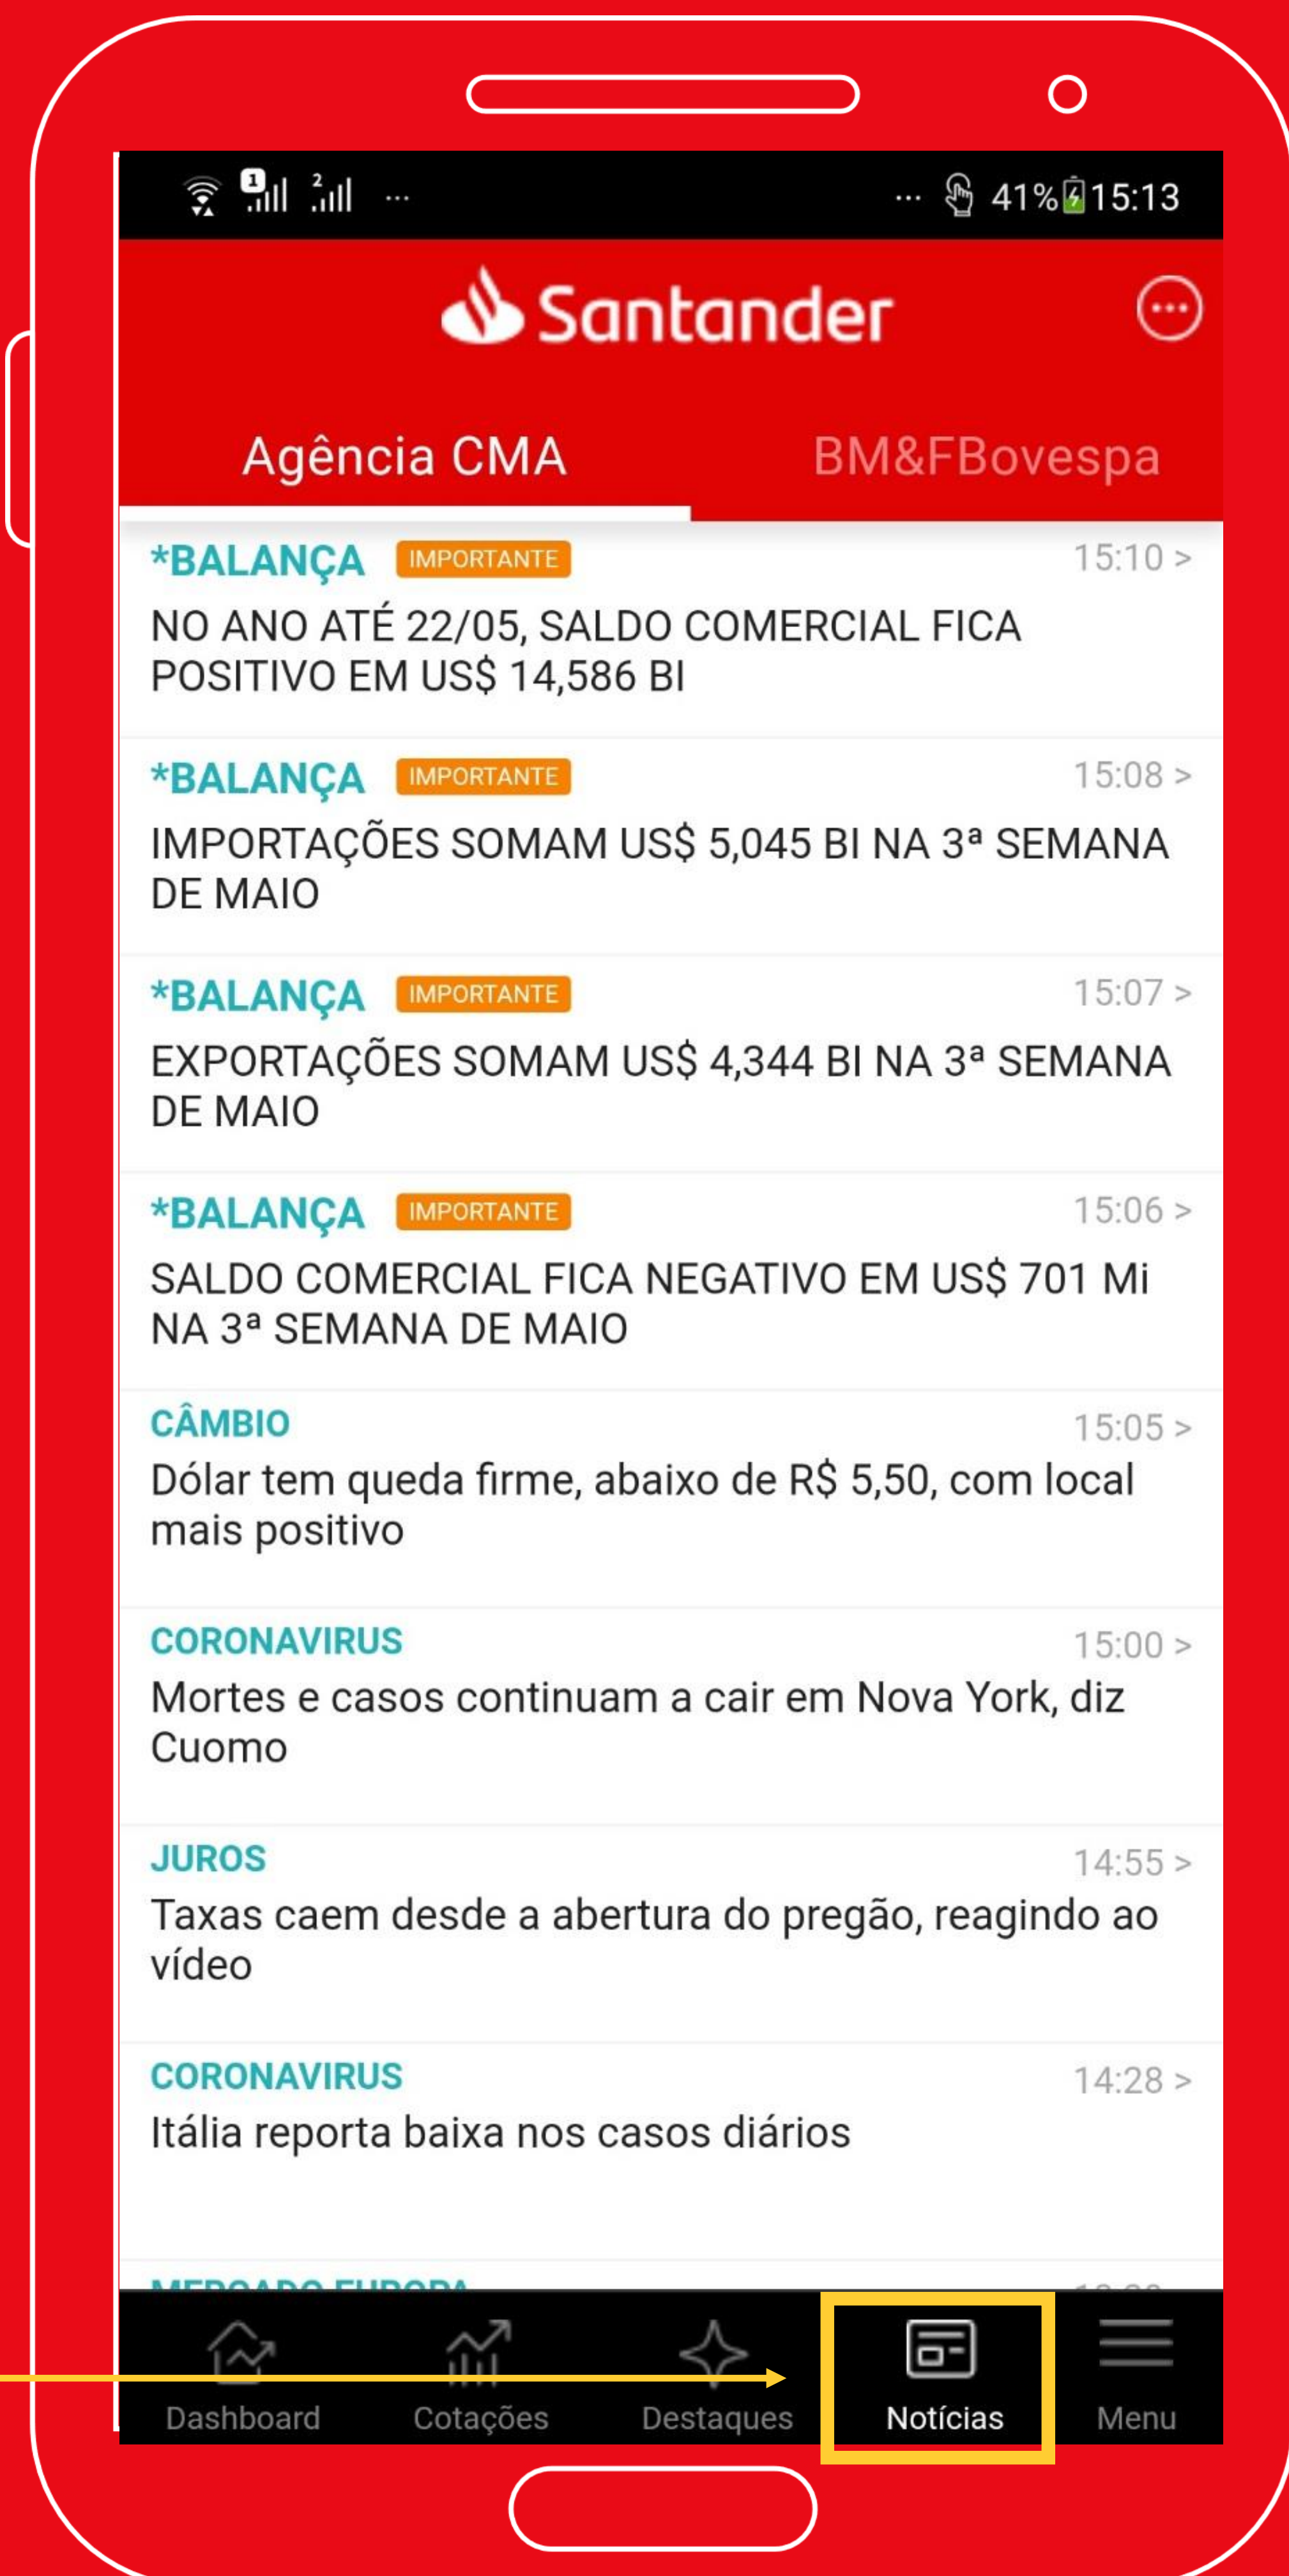 1 2 ... ... 41% 15:13
Santander
Agência CMA BM&FBovespa
*BALANÇA IMPORTANTE 15:10 >
NO ANO ATÉ 22/05, SALDO COMERCIAL FICA
POSITIVO EM US$ 14,586 BI
*BALANÇA IMPORTANTE 15:08 >
IMPORTAÇÕES SOMAM US$ 5,045 BI NA 3ª SEMANA
DE MAIO
*BALANÇA IMPORTANTE 15:07 >
EXPORTAÇÕES SOMAM US$ 4,344 BI NA 3ª SEMANA
DE MAIO
*BALANÇA IMPORTANTE 15:06 >
SALDO COMERCIAL FICA NEGATIVO EM US$ 701 Mi
NA 3ª SEMANA DE MAIO
CÂMBIO 15:05 >
Dólar tem queda firme, abaixo de R$ 5,50, com local
mais positivo
CORONAVIRUS 15:00 >
Mortes e casos continuam a cair em Nova York, diz
Cuomo
JUROS 14:55 >
Taxas caem desde a abertura do pregão, reagindo ao
vídeo
CORONAVIRUS 14:28 >
Itália reporta baixa nos casos diários
MERCADO EUROPA
Dashboard Cotações Destaques Notícias Menu